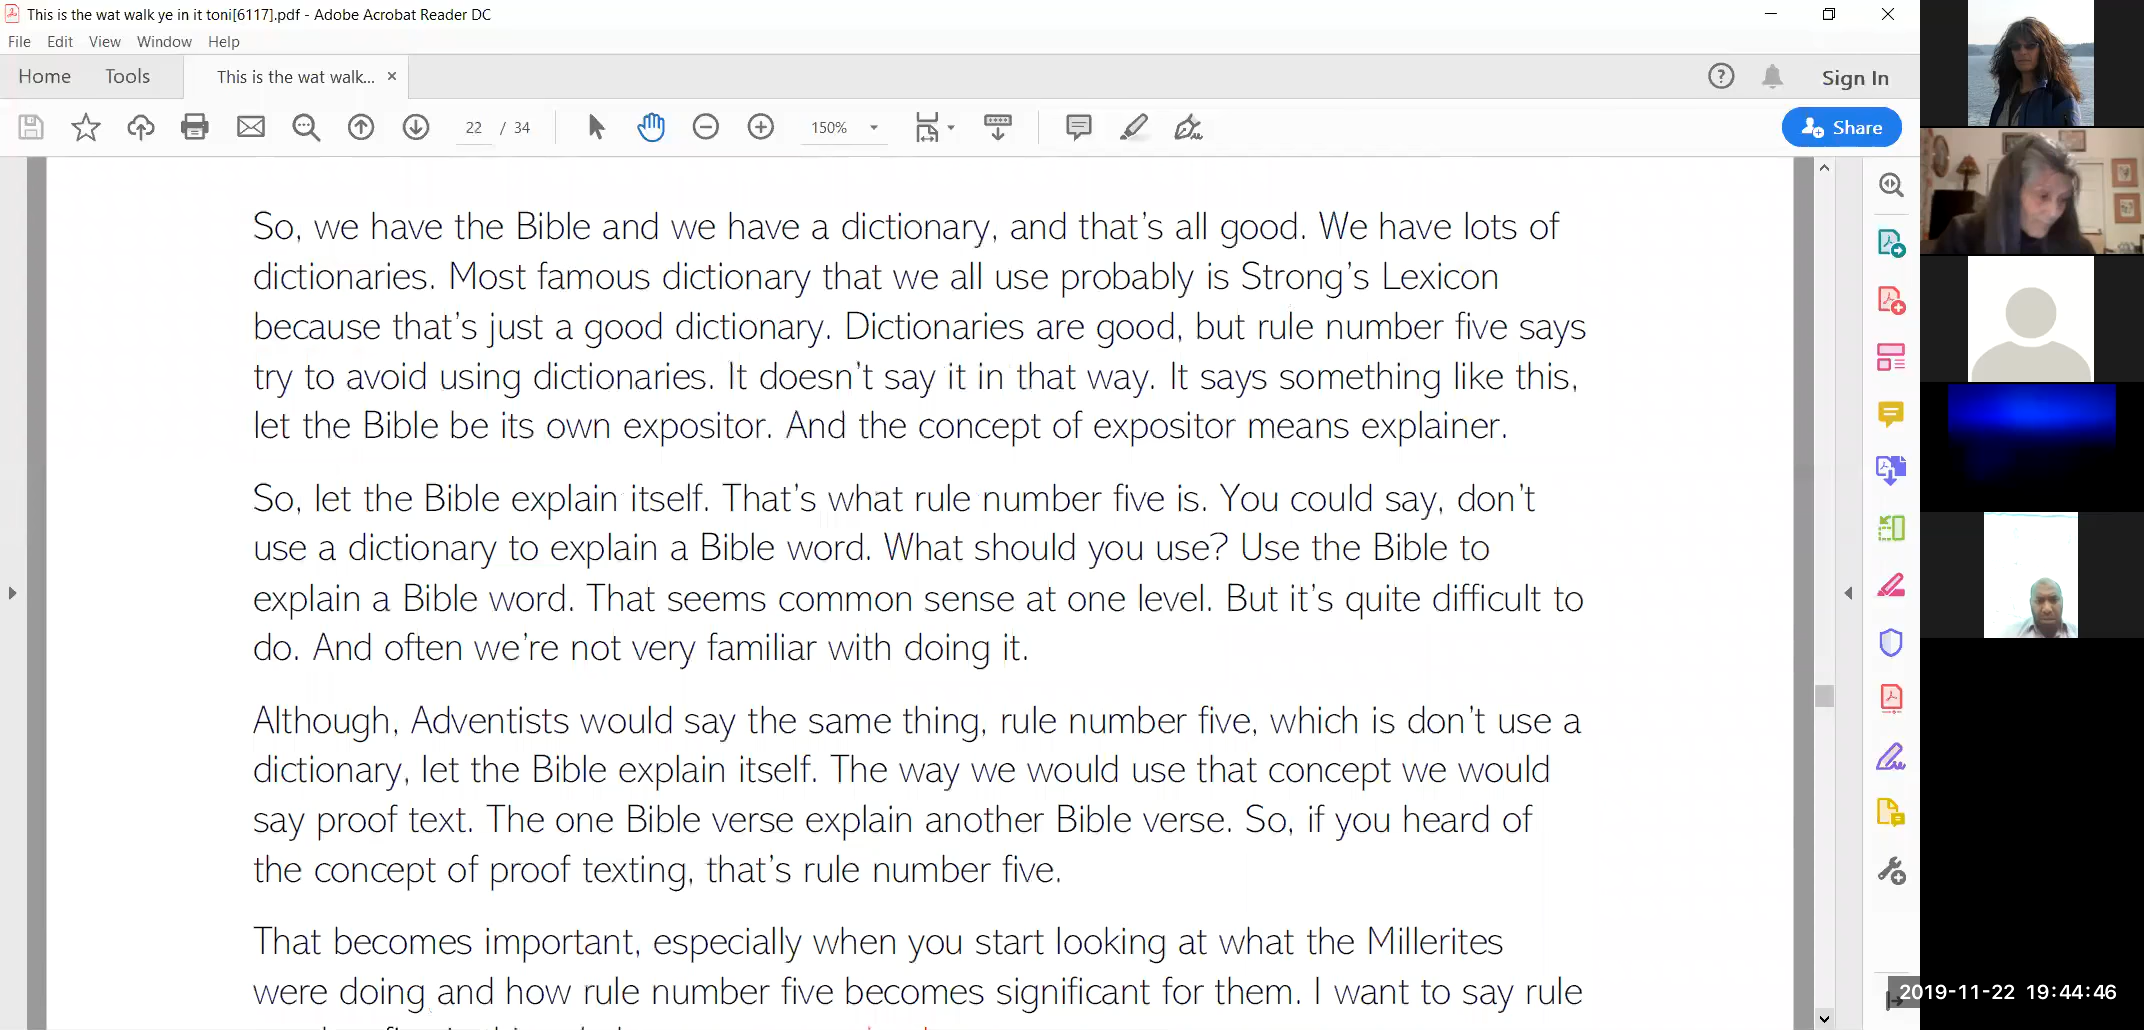 This is the wat walk ye in it toni[6117].pdf - Adobe Acrobat Reader DC
File Edit View Window Help
Home Tools This is the wat walk... × Sign In
22 / 34 150% Share
So, we have the Bible and we have a dictionary, and that's all good. We have lots of
dictionaries. Most famous dictionary that we all use probably is Strong's Lexicon
because that's just a good dictionary. Dictionaries are good, but rule number five says
try to avoid using dictionaries. It doesn't say it in that way. It says something like this,
let the Bible be its own expositor. And the concept of expositor means explainer.
So, let the Bible explain itself. That's what rule number five is. You could say, don't
use a dictionary to explain a Bible word. What should you use? Use the Bible to
explain a Bible word. That seems common sense at one level. But it's quite difficult to
do. And often we're not very familiar with doing it.
Although, Adventists would say the same thing, rule number five, which is don't use a
dictionary, let the Bible explain itself. The way we would use that concept we would
say proof text. The one Bible verse explain another Bible verse. So, if you heard of
the concept of proof texting, that's rule number five.
That becomes important, especially when you start looking at what the Millerites
were doing and how rule number five becomes significant for them. I want to say rule
2019-11-22 19:44:46